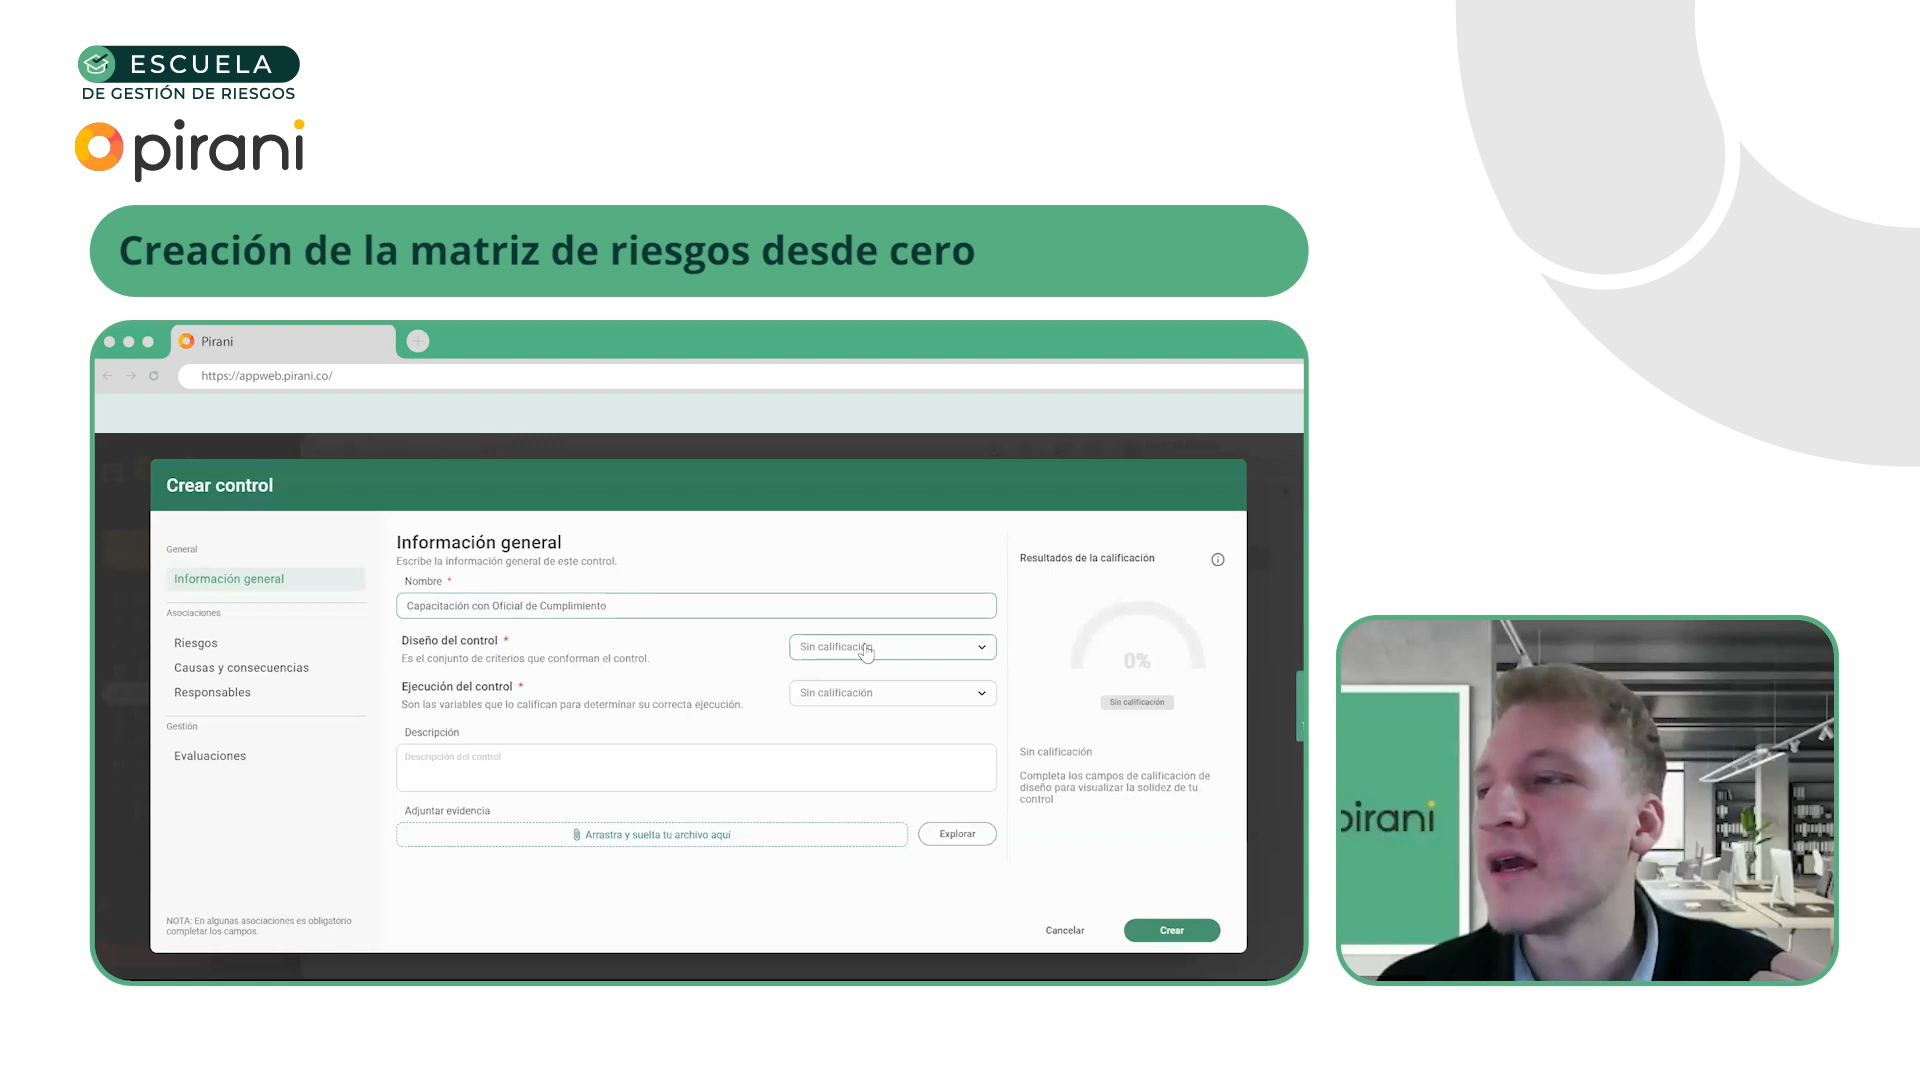 ESCUELA
DE GESTIÓN DE RIESGOS
pirani
Creación de la matriz de riesgos desde cero
Pirani
https://appweb.pirani.co/
Crear control
General
Información general
Asociaciones
Riesgos
Causas y consecuencias
Responsables
Gestión
Evaluaciones
NOTA: En algunas asociaciones es obligatorio
completar los campos.
Información general
Escribe la información general de este control.
Nombre *
Capacitación con Oficial de Cumplimiento
Diseño del control *
Es el conjunto de criterios que conforman el control.
Sin calificación
Ejecución del control *
Son las variables que lo califican para determinar su correcta ejecución.
Sin calificación
Descripción
Descripción del control
Adjuntar evidencia
Arrastra y suelta tu archivo aquí
Explorar
Resultados de la calificación
0%
Sin calificación
Sin calificación
Completa los campos de calificación de
diseño para visualizar la solidez de tu
control
Cancelar
Crear
pirani